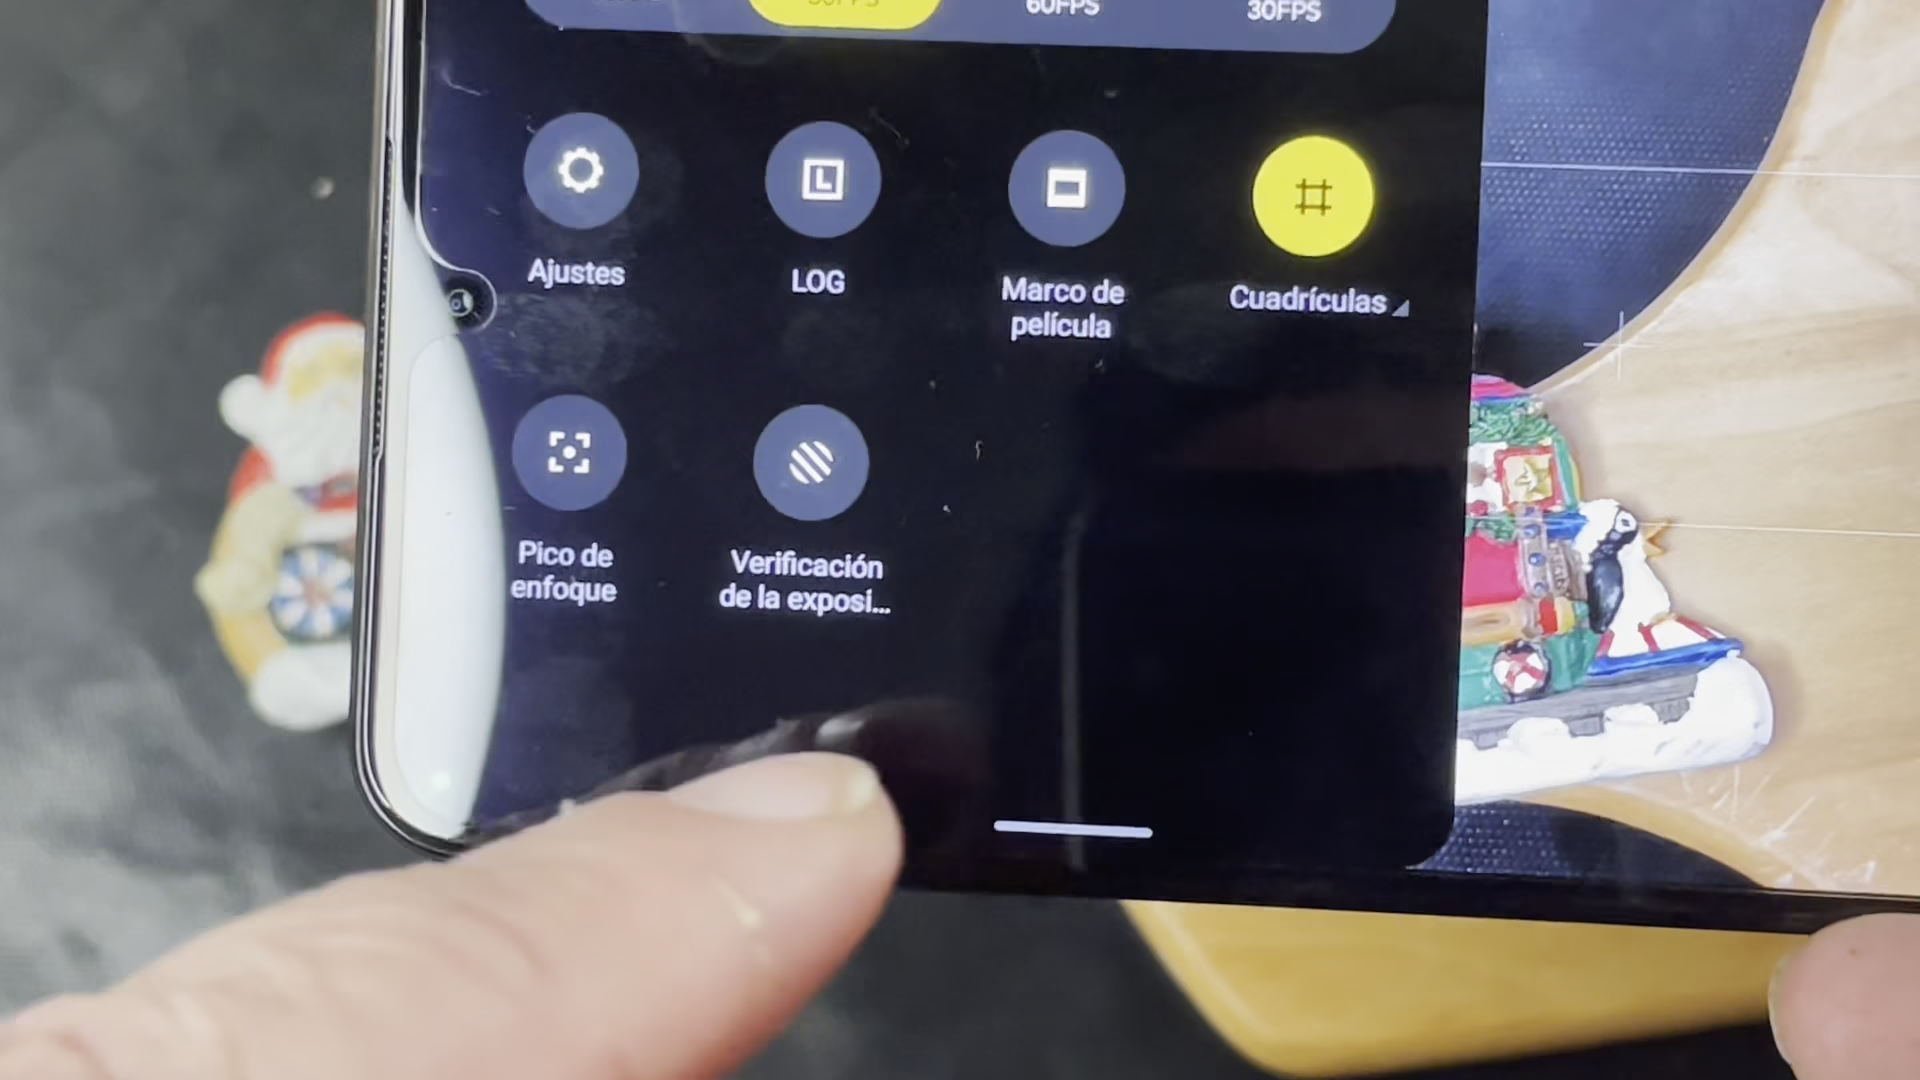 60FPS
30FPS
Ajustes
LOG
Marco de
película
Cuadrículas
Pico de
enfoque
Verificación
de la exposi...